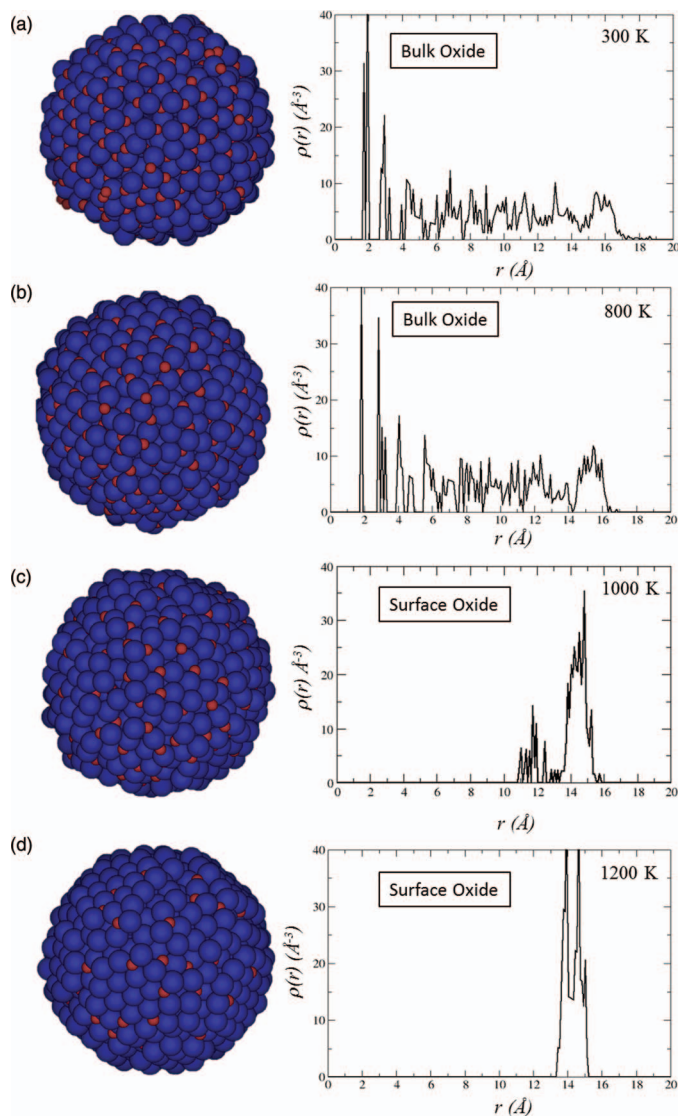 (a)
Bulk Oxide
300 K
ρ(r) (Å⁻³)
40
30
20
10
0
0 2 4 6 8 10 12 14 16 18 20
r (Å)
(b)
Bulk Oxide
800 K
ρ(r) (Å⁻³)
40
30
20
10
0
0 2 4 6 8 10 12 14 16 18 20
r (Å)
(c)
Surface Oxide
1000 K
ρ(r) Å⁻³)
40
30
20
10
0
0 2 4 6 8 10 12 14 16 18 20
r (Å)
(d)
Surface Oxide
1200 K
ρ(r) (Å⁻³)
40
30
20
10
0
0 2 4 6 8 10 12 14 16 18 20
r (Å)